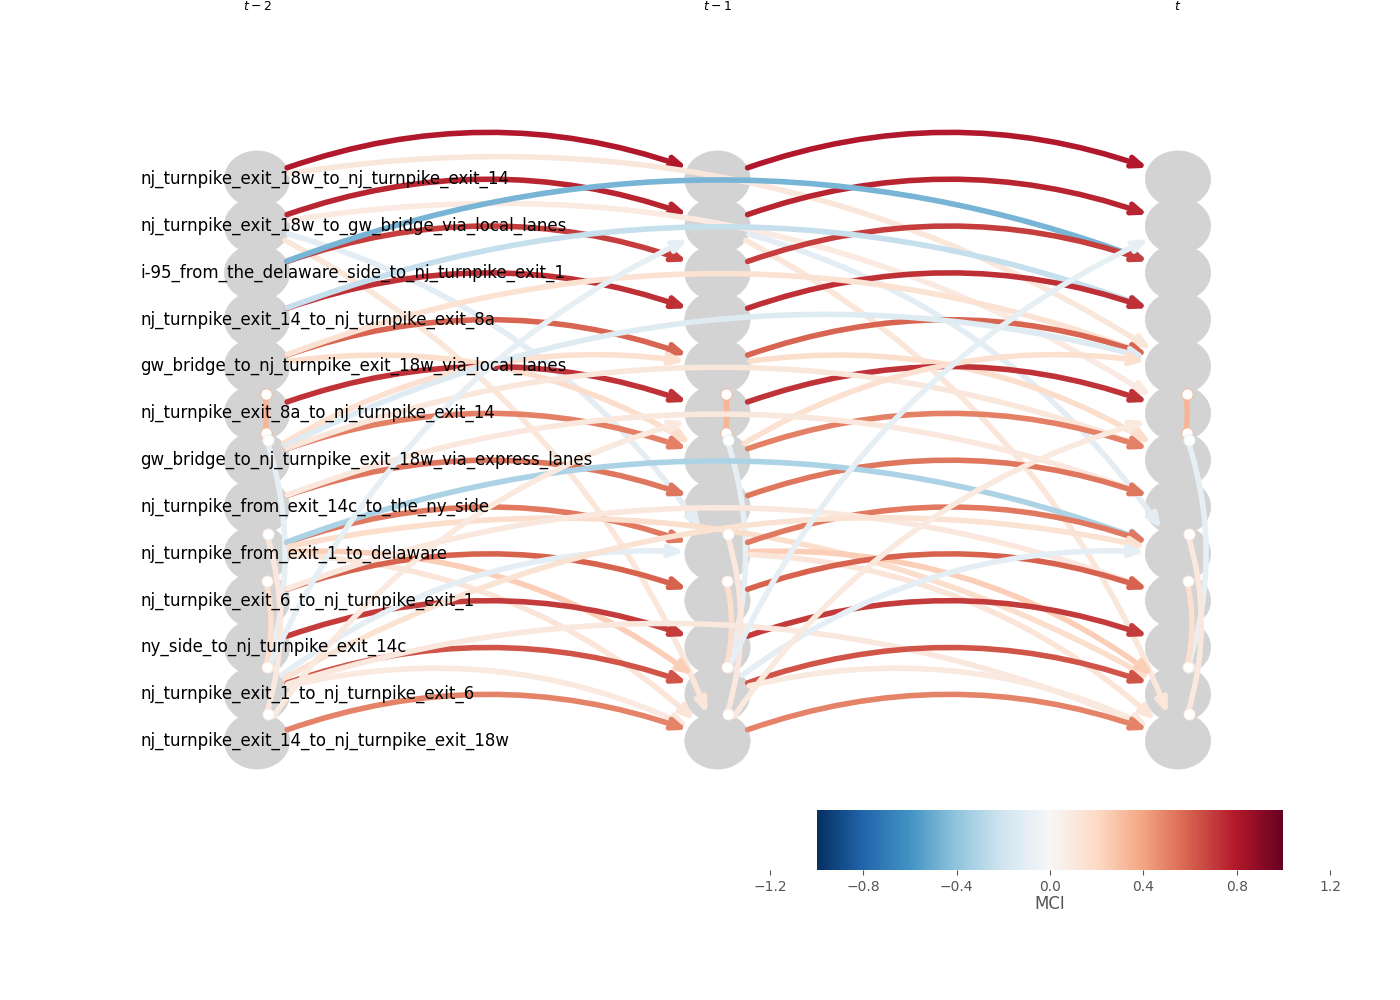 t − 2 t − 1 t
nj_turnpike_exit_18w_to_nj_turnpike_exit_14
nj_turnpike_exit_18w_to_gw_bridge_via_local_lanes
i-95_from_the_delaware_side_to_nj_turnpike_exit_1
nj_turnpike_exit_14_to_nj_turnpike_exit_8a
gw_bridge_to_nj_turnpike_exit_18w_via_local_lanes
nj_turnpike_exit_8a_to_nj_turnpike_exit_14
gw_bridge_to_nj_turnpike_exit_18w_via_express_lanes
nj_turnpike_from_exit_14c_to_the_ny_side
nj_turnpike_from_exit_1_to_delaware
nj_turnpike_exit_6_to_nj_turnpike_exit_1
ny_side_to_nj_turnpike_exit_14c
nj_turnpike_exit_1_to_nj_turnpike_exit_6
nj_turnpike_exit_14_to_nj_turnpike_exit_18w
−1.2 −0.8 −0.4 0.0 0.4 0.8 1.2
MCI